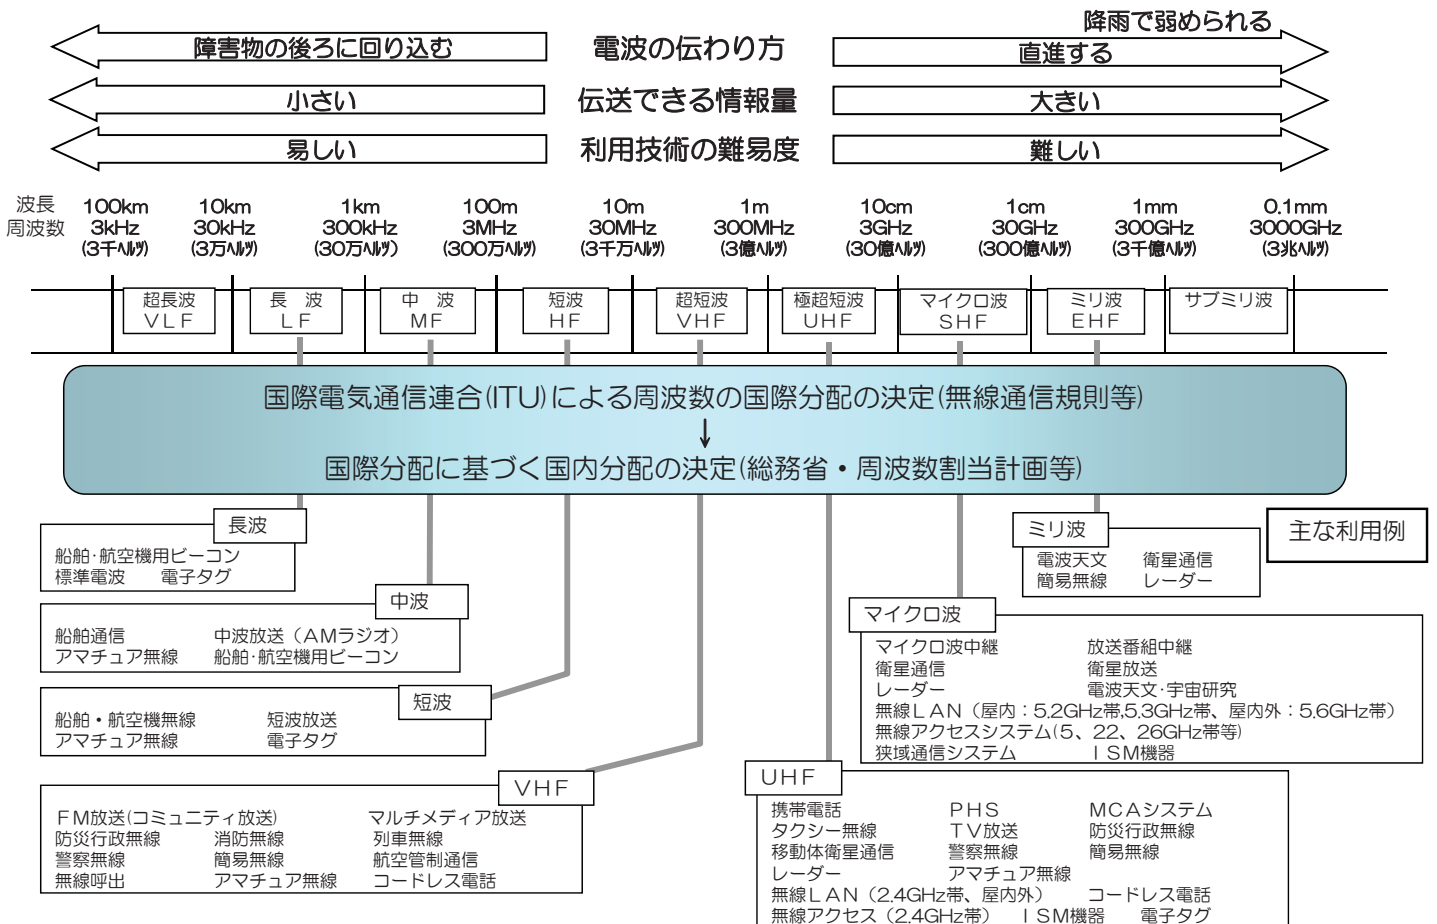 降雨で弱められる
障害物の後ろに回り込む 電波の伝わり方 直進する
小さい 伝送できる情報量 大きい
易しい 利用技術の難易度 難しい
波長 100km 10km 1km 100m 10m 1m 10cm 1cm 1mm 0.1mm
周波数 3kHz 30kHz 300kHz 3MHz 30MHz 300MHz 3GHz 30GHz 300GHz 3000GHz
(3千ヘルツ) (3万ヘルツ) (30万ヘルツ) (300万ヘルツ) (3千万ヘルツ) (3億ヘルツ) (30億ヘルツ) (300億ヘルツ) (3千億ヘルツ) (3兆ヘルツ)
超長波 長 波 中 波 短波 超短波 極超短波 マイクロ波 ミリ波 サブミリ波
VLF LF MF HF VHF UHF SHF EHF
国際電気通信連合(ITU)による周波数の国際分配の決定(無線通信規則等)
↓
国際分配に基づく国内分配の決定(総務省・周波数割当計画等)
主な利用例
長波
船舶・航空機用ビーコン
標準電波 電子タグ
中波
船舶通信 中波放送（AMラジオ）
アマチュア無線 船舶・航空機用ビーコン
短波
船舶・航空機無線 短波放送
アマチュア無線 電子タグ
VHF
FM放送(コミュニティ放送) マルチメディア放送
防災行政無線 消防無線 列車無線
警察無線 簡易無線 航空管制通信
無線呼出 アマチュア無線 コードレス電話
ミリ波
電波天文 衛星通信
簡易無線 レーダー
マイクロ波
マイクロ波中継 放送番組中継
衛星通信 衛星放送
レーダー 電波天文・宇宙研究
無線LAN（屋内：5.2GHz帯,5.3GHz帯、屋内外：5.6GHz帯）
無線アクセスシステム(5、22、26GHz帯等)
狭域通信システム ISM機器
UHF
携帯電話 PHS MCAシステム
タクシー無線 TV放送 防災行政無線
移動体衛星通信 警察無線 簡易無線
レーダー アマチュア無線
無線LAN（2.4GHz帯、屋内外） コードレス電話
無線アクセス（2.4GHz帯） ISM機器 電子タグ